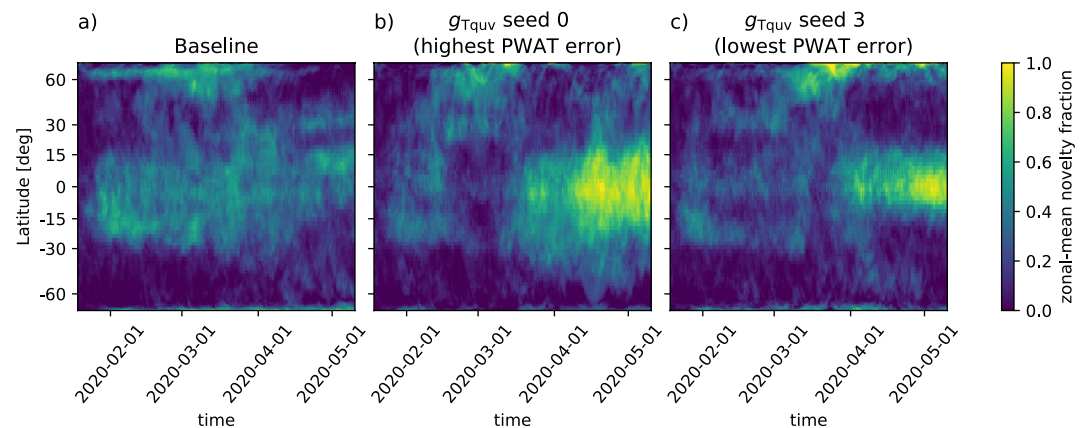 a)
Baseline
b)
gTquv seed 0
(highest PWAT error)
c)
gTquv seed 3
(lowest PWAT error)
Latitude [deg]
60
30
15
0
-15
-30
-60
2020-02-01
2020-03-01
2020-04-01
2020-05-01
time
2020-02-01
2020-03-01
2020-04-01
2020-05-01
time
2020-02-01
2020-03-01
2020-04-01
2020-05-01
time
1.0
0.8
0.6
0.4
0.2
0.0
zonal-mean novelty fraction